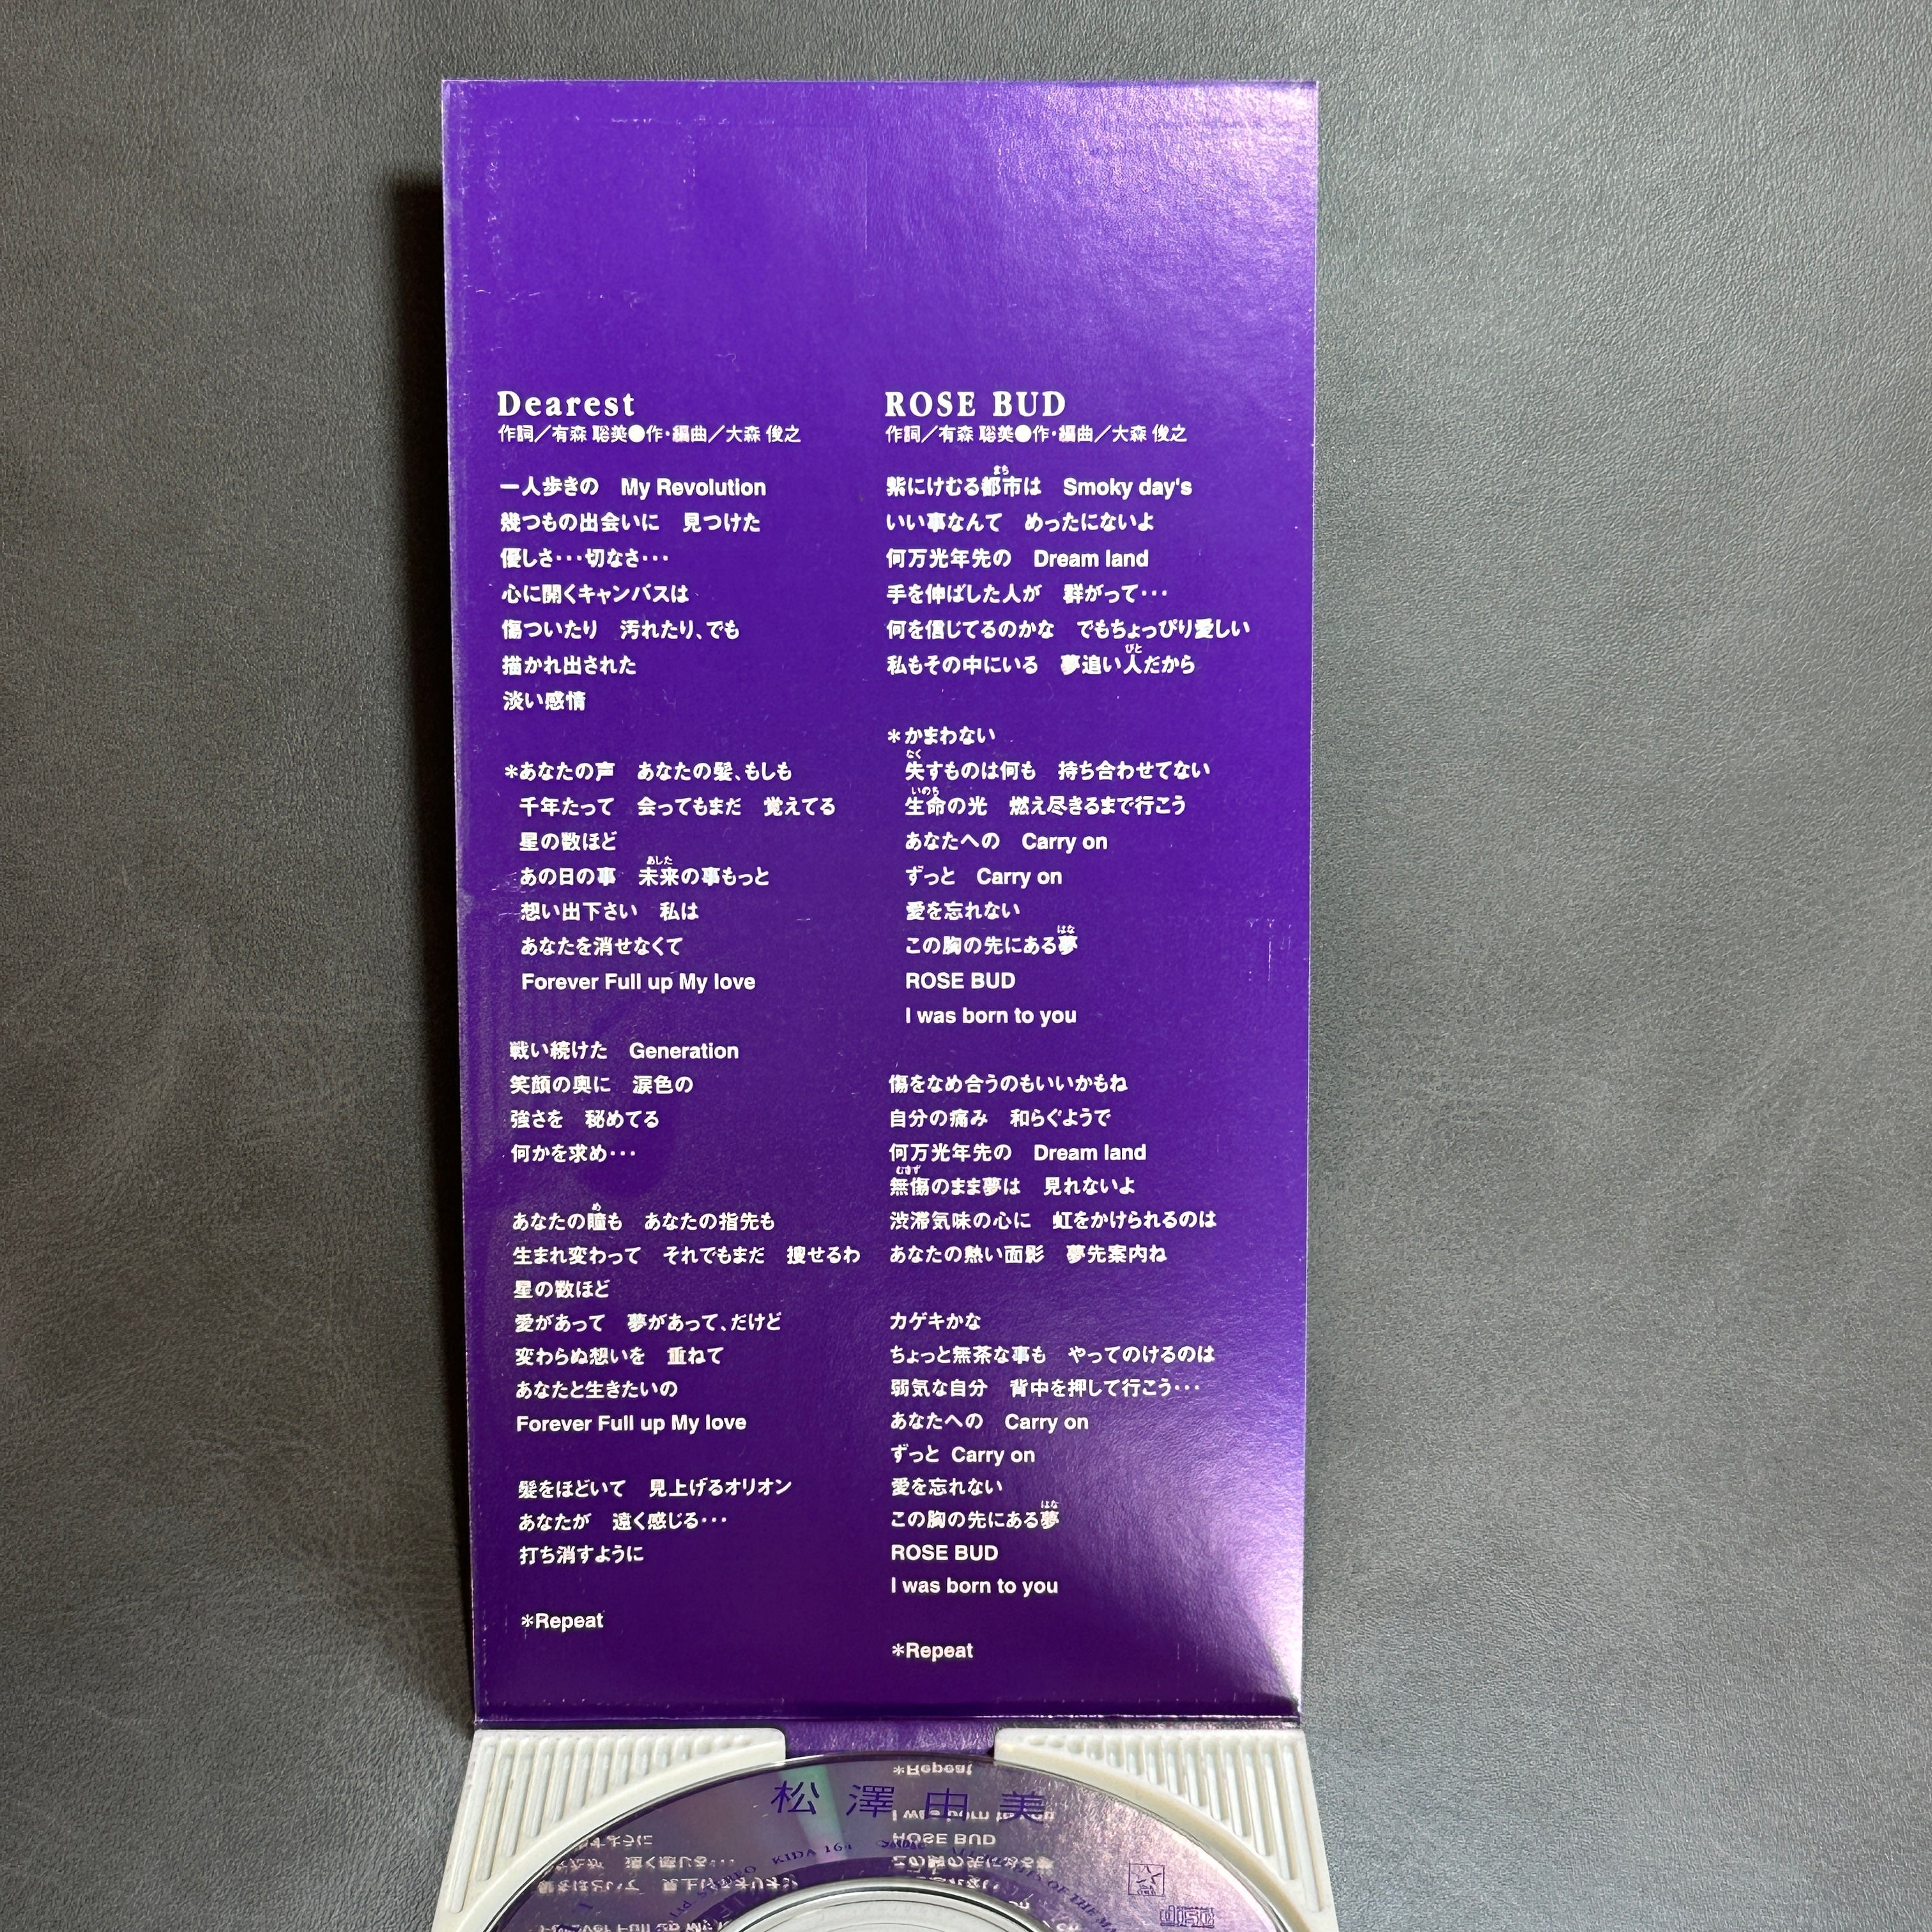 Dearest
作詞／有森 聡美●作・編曲／大森 俊之
一人歩きの　My Revolution
幾つもの出会いに　見つけた
優しさ･･･切なさ･･･
心に開くキャンバスは
傷ついたり　汚れたり、でも
描かれ出された
淡い感情
＊あなたの声　あなたの髪、もしも
千年たって　会ってもまだ　覚えてる
星の数ほど
あした
あの日の事　未来の事もっと
想い出下さい　私は
あなたを消せなくて
Forever Full up My love
戦い続けた　Generation
笑顔の奥に　涙色の
強さを　秘めてる
何かを求め･･･
め
あなたの瞳も　あなたの指先も
生まれ変わって　それでもまだ　捜せるわ
星の数ほど
愛があって　夢があって、だけど
変わらぬ想いを　重ねて
あなたと生きたいの
Forever Full up My love
髪をほどいて　見上げるオリオン
あなたが　遠く感じる･･･
打ち消すように
＊Repeat
ROSE BUD
作詞／有森 聡美●作・編曲／大森 俊之
まち
紫にけむる都市は　Smoky day's
いい事なんて　めったにないよ
何万光年先の　Dream land
手を伸ばした人が　群がって･･･
何を信じてるのかな　でもちょっぴり愛しい
びと
私もその中にいる　夢追い人だから
＊かまわない
なく
失すものは何も　持ち合わせてない
いのち
生命の光　燃え尽きるまで行こう
あなたへの　Carry on
ずっと　Carry on
愛を忘れない
はな
この胸の先にある夢
ROSE BUD
I was born to you
傷をなめ合うのもいいかもね
自分の痛み　和らぐようで
何万光年先の　Dream land
むきず
無傷のまま夢は　見れないよ
渋滞気味の心に　虹をかけられるのは
あなたの熱い面影　夢先案内ね
カゲキかな
ちょっと無茶な事も　やってのけるのは
弱気な自分　背中を押して行こう･･･
あなたへの　Carry on
ずっと Carry on
愛を忘れない
はな
この胸の先にある夢
ROSE BUD
I was born to you
＊Repeat
松澤由美
STEREO KIDA 164